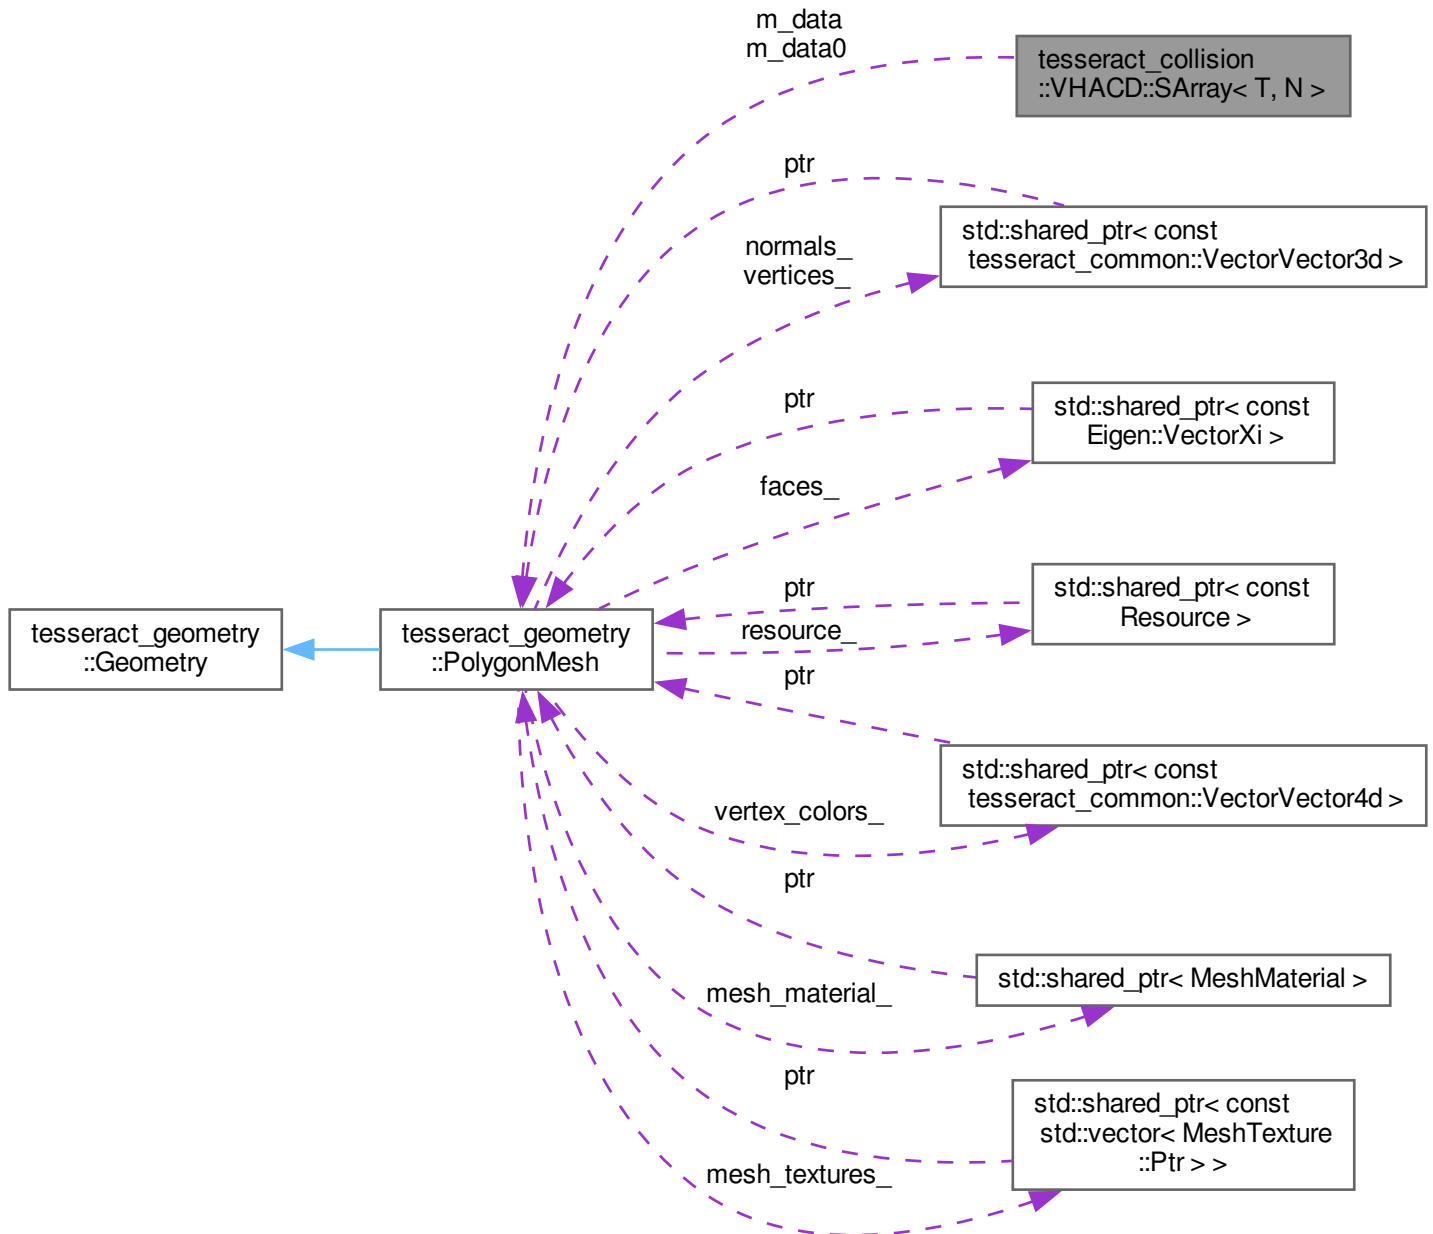 m_data
m_data0
tesseract_collision
::VHACD::SArray< T, N >
ptr
std::shared_ptr< const
tesseract_common::VectorVector3d >
normals_
vertices_
ptr
std::shared_ptr< const
Eigen::VectorXi >
faces_
ptr
std::shared_ptr< const
Resource >
resource_
tesseract_geometry
::Geometry
tesseract_geometry
::PolygonMesh
ptr
std::shared_ptr< const
tesseract_common::VectorVector4d >
vertex_colors_
ptr
std::shared_ptr< MeshMaterial >
mesh_material_
ptr
std::shared_ptr< const
std::vector< MeshTexture
::Ptr > >
mesh_textures_